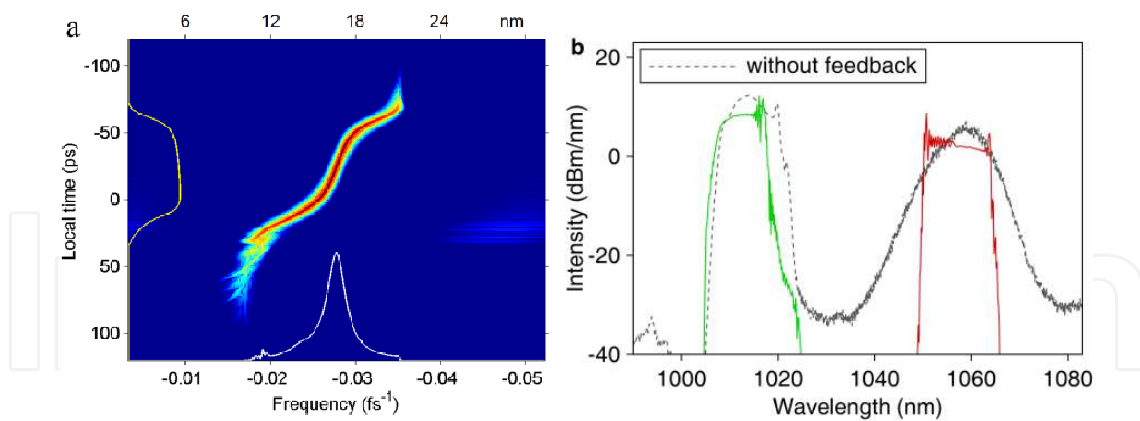 a
6 12 18 24 nm
-100
-50
0
50
100
Local time (ps)
-0.01 -0.02 -0.03 -0.04 -0.05
Frequency (fs-1)
b
without feedback
20
0
-20
-40
Intensity (dBm/nm)
1000 1020 1040 1060 1080
Wavelength (nm)